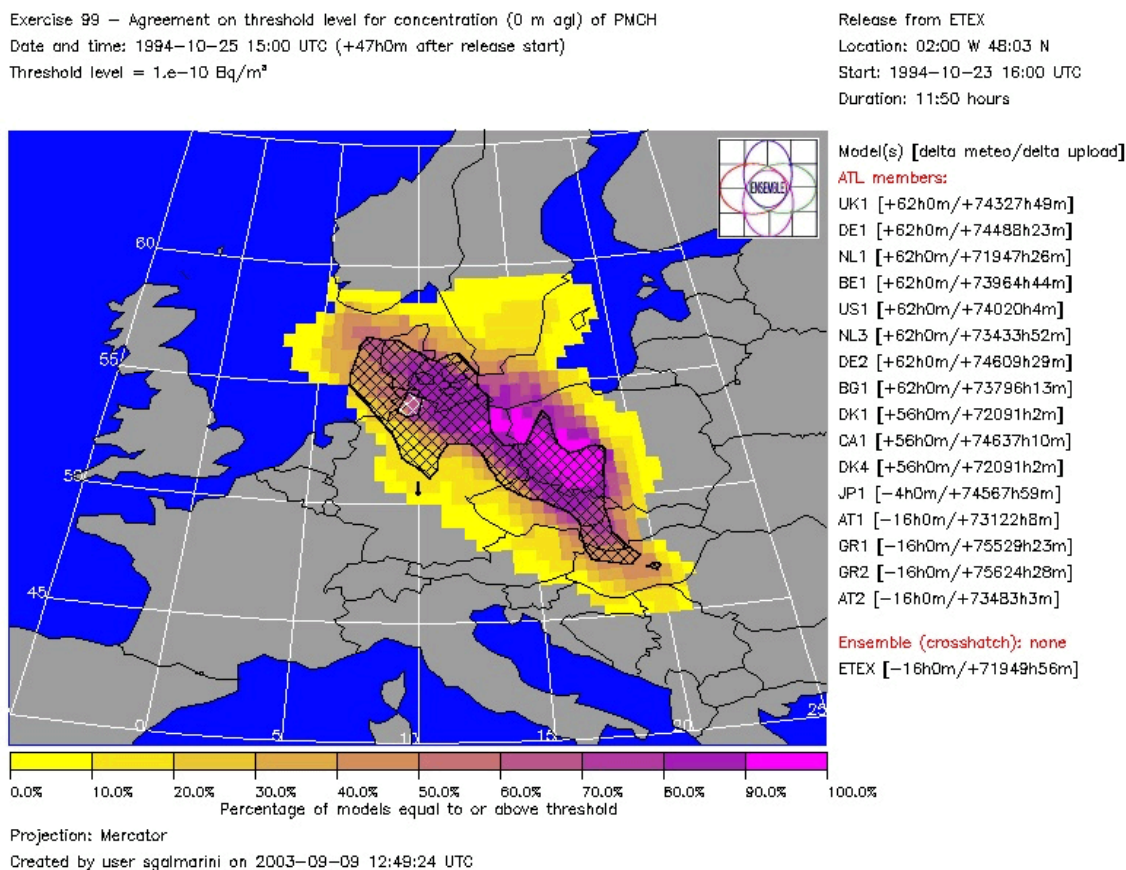 Exercise 99 - Agreement on threshold level for concentration (0 m agl) of PMCH
Date and time: 1994-10-25 15:00 UTC (+47h0m after release start)
Threshold level = 1.e-10 Bq/m³
Release from ETEX
Location: 02:00 W 48:03 N
Start: 1994-10-23 16:00 UTC
Duration: 11:50 hours
ENSEMBLE
60
55
50
45
0
5
10
15
20
25
Model(s) [delta meteo/delta upload]
ATL members:
UK1 [+62h0m/+74327h49m]
DE1 [+62h0m/+74488h23m]
NL1 [+62h0m/+71947h26m]
BE1 [+62h0m/+73964h44m]
US1 [+62h0m/+74020h4m]
NL3 [+62h0m/+73433h52m]
DE2 [+62h0m/+74609h29m]
BG1 [+62h0m/+73796h13m]
DK1 [+56h0m/+72091h2m]
CA1 [+56h0m/+74637h10m]
DK4 [+56h0m/+72091h2m]
JP1 [-4h0m/+74567h59m]
AT1 [-16h0m/+73122h8m]
GR1 [-16h0m/+75529h23m]
GR2 [-16h0m/+75624h28m]
AT2 [-16h0m/+73483h3m]
Ensemble (crosshatch): none
ETEX [-16h0m/+71949h56m]
0.0% 10.0% 20.0% 30.0% 40.0% 50.0% 60.0% 70.0% 80.0% 90.0% 100.0%
Percentage of models equal to or above threshold
Projection: Mercator
Created by user sgalmarini on 2003-09-09 12:49:24 UTC